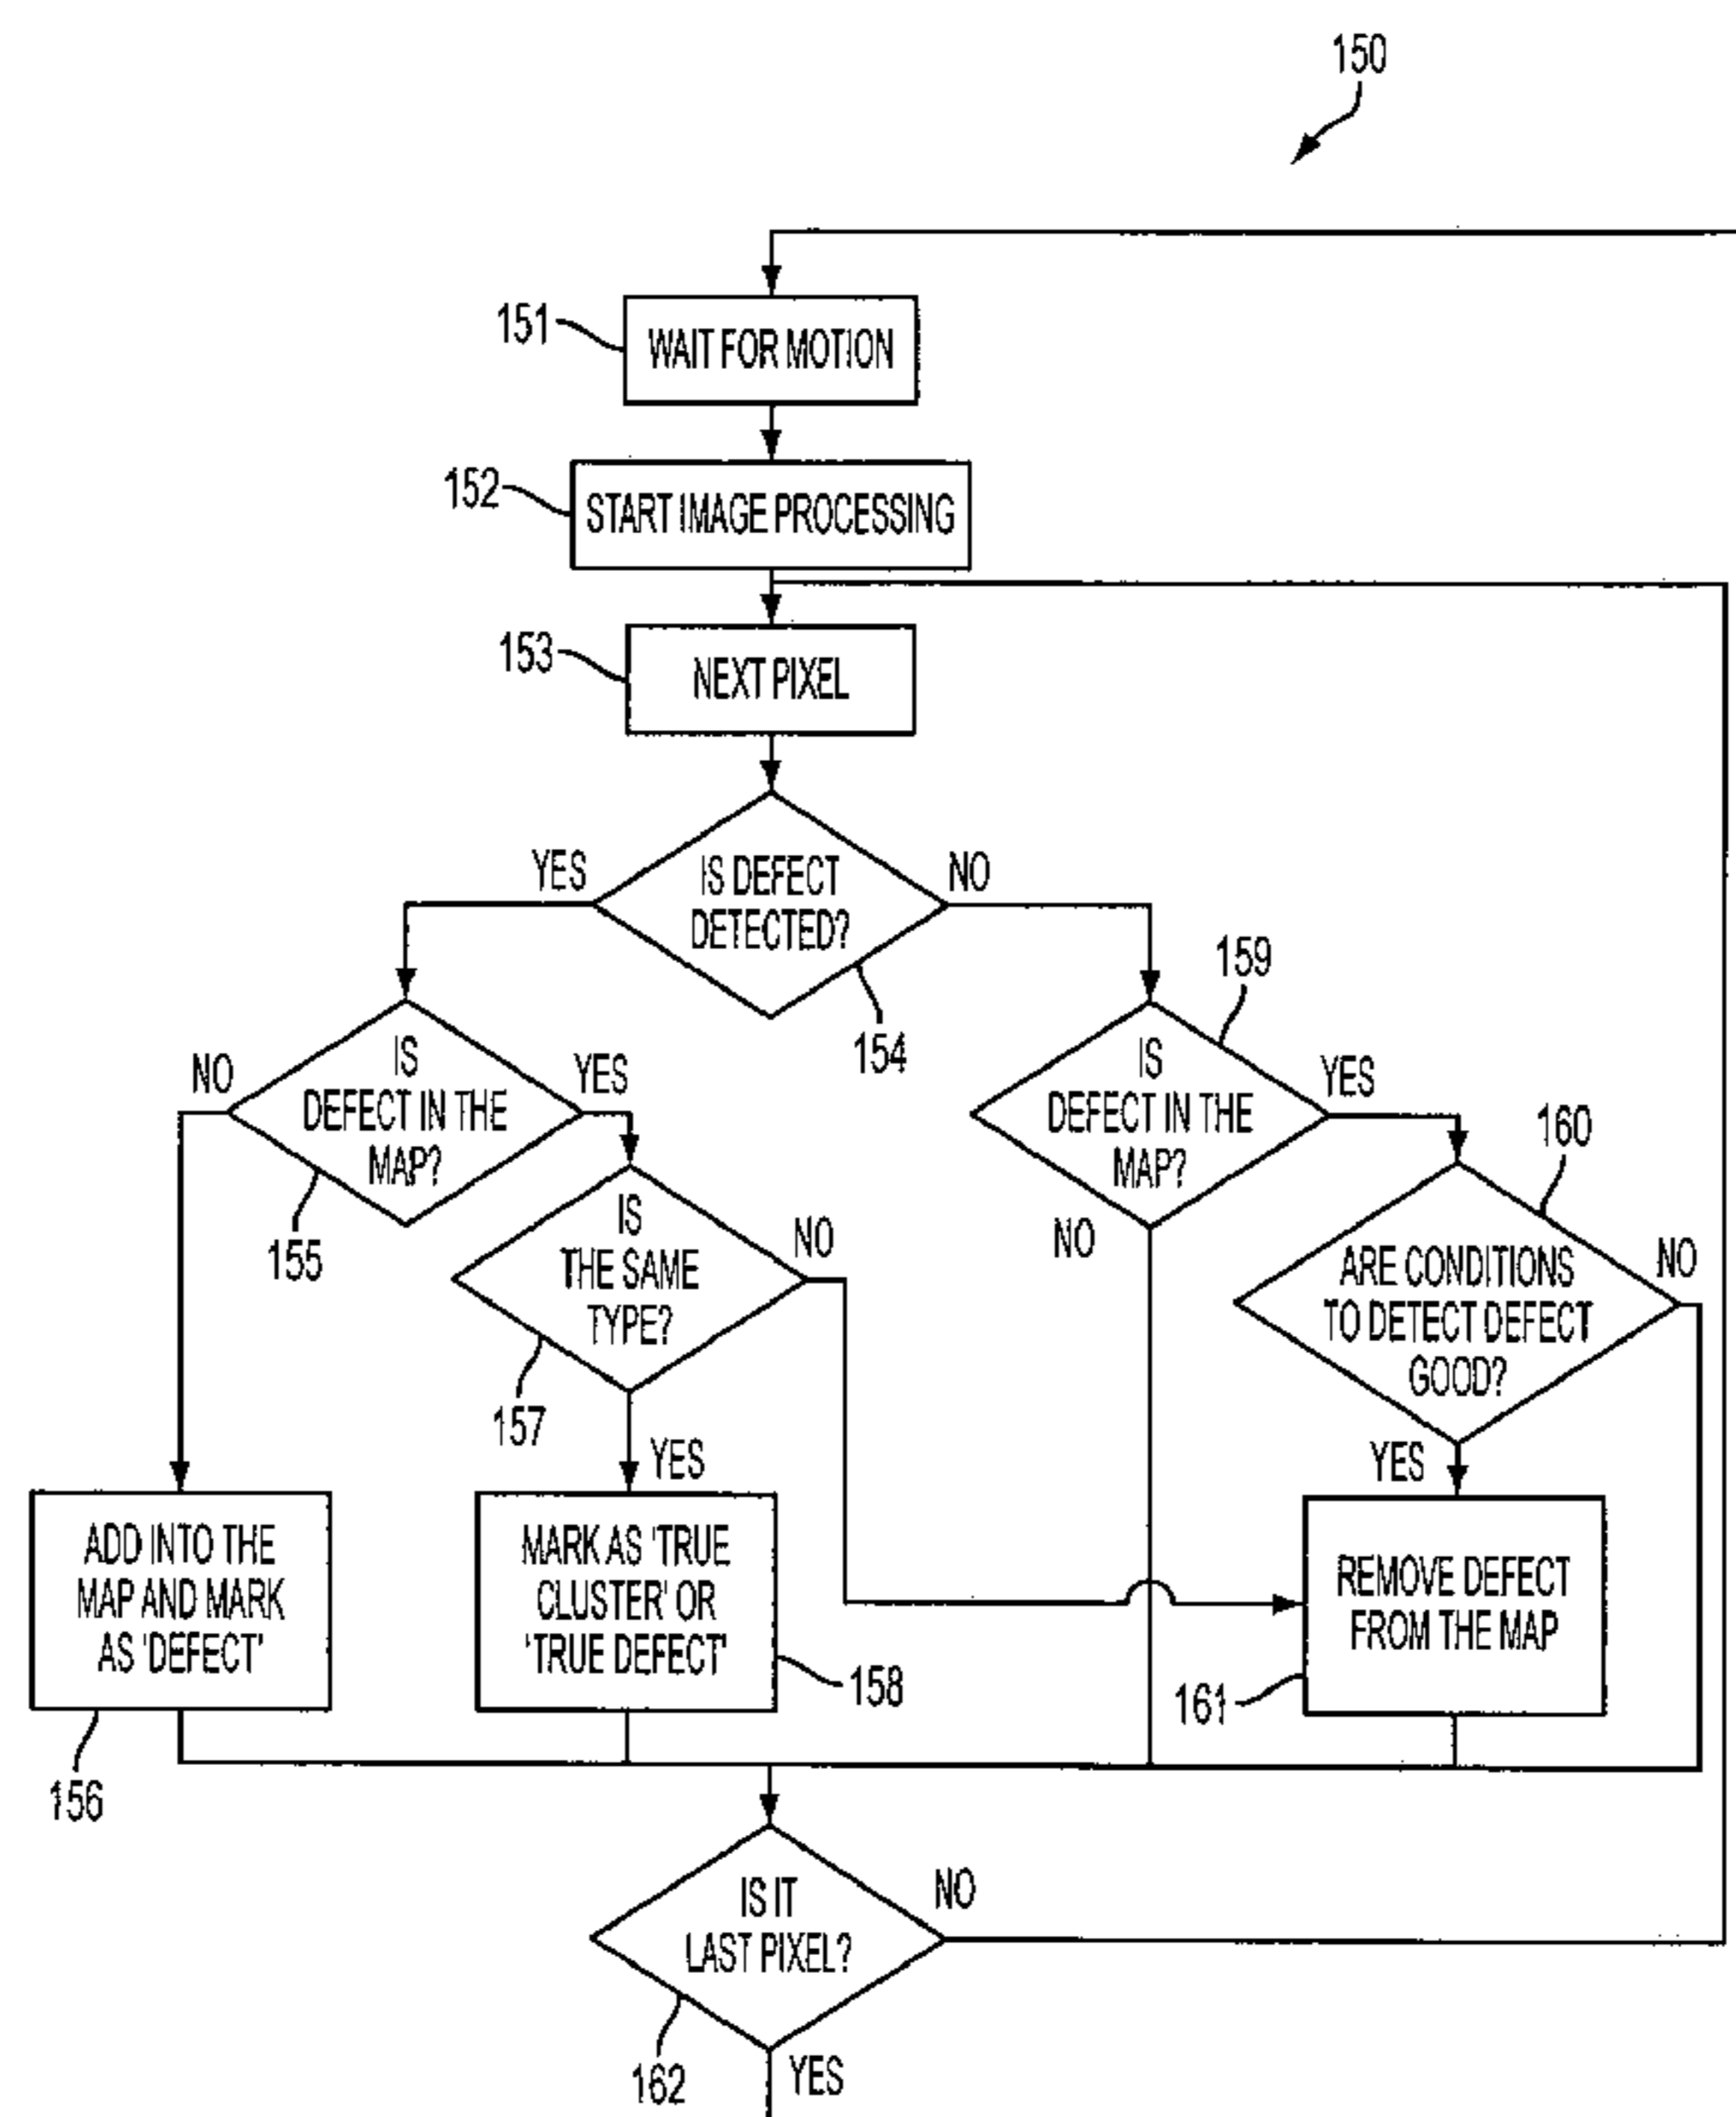 150
151
WAIT FOR MOTION
152
START IMAGE PROCESSING
153
NEXT PIXEL
YES
IS DEFECT
DETECTED?
NO
154
159
NO
IS
DEFECT IN THE
MAP?
YES
155
IS
DEFECT IN THE
MAP?
YES
NO
160
IS
THE SAME
TYPE?
NO
157
YES
ARE CONDITIONS
TO DETECT DEFECT
GOOD?
NO
YES
ADD INTO THE
MAP AND MARK
AS 'DEFECT'
156
MARK AS 'TRUE
CLUSTER' OR
'TRUE DEFECT'
158
REMOVE DEFECT
FROM THE MAP
161
IS IT
LAST PIXEL?
NO
162
YES